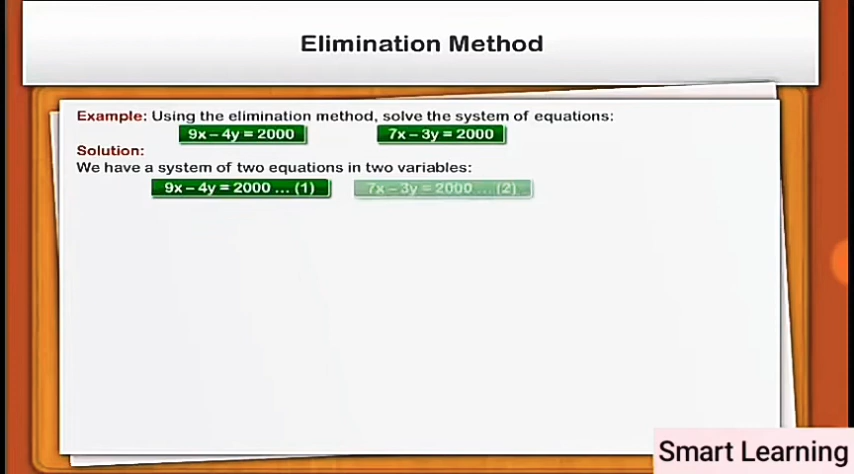 Elimination Method
Example: Using the elimination method, solve the system of equations:
9x – 4y = 2000 7x – 3y = 2000
Solution:
We have a system of two equations in two variables:
9x – 4y = 2000 ... (1) 7x – 3y = 2000 ... (2)
Smart Learning